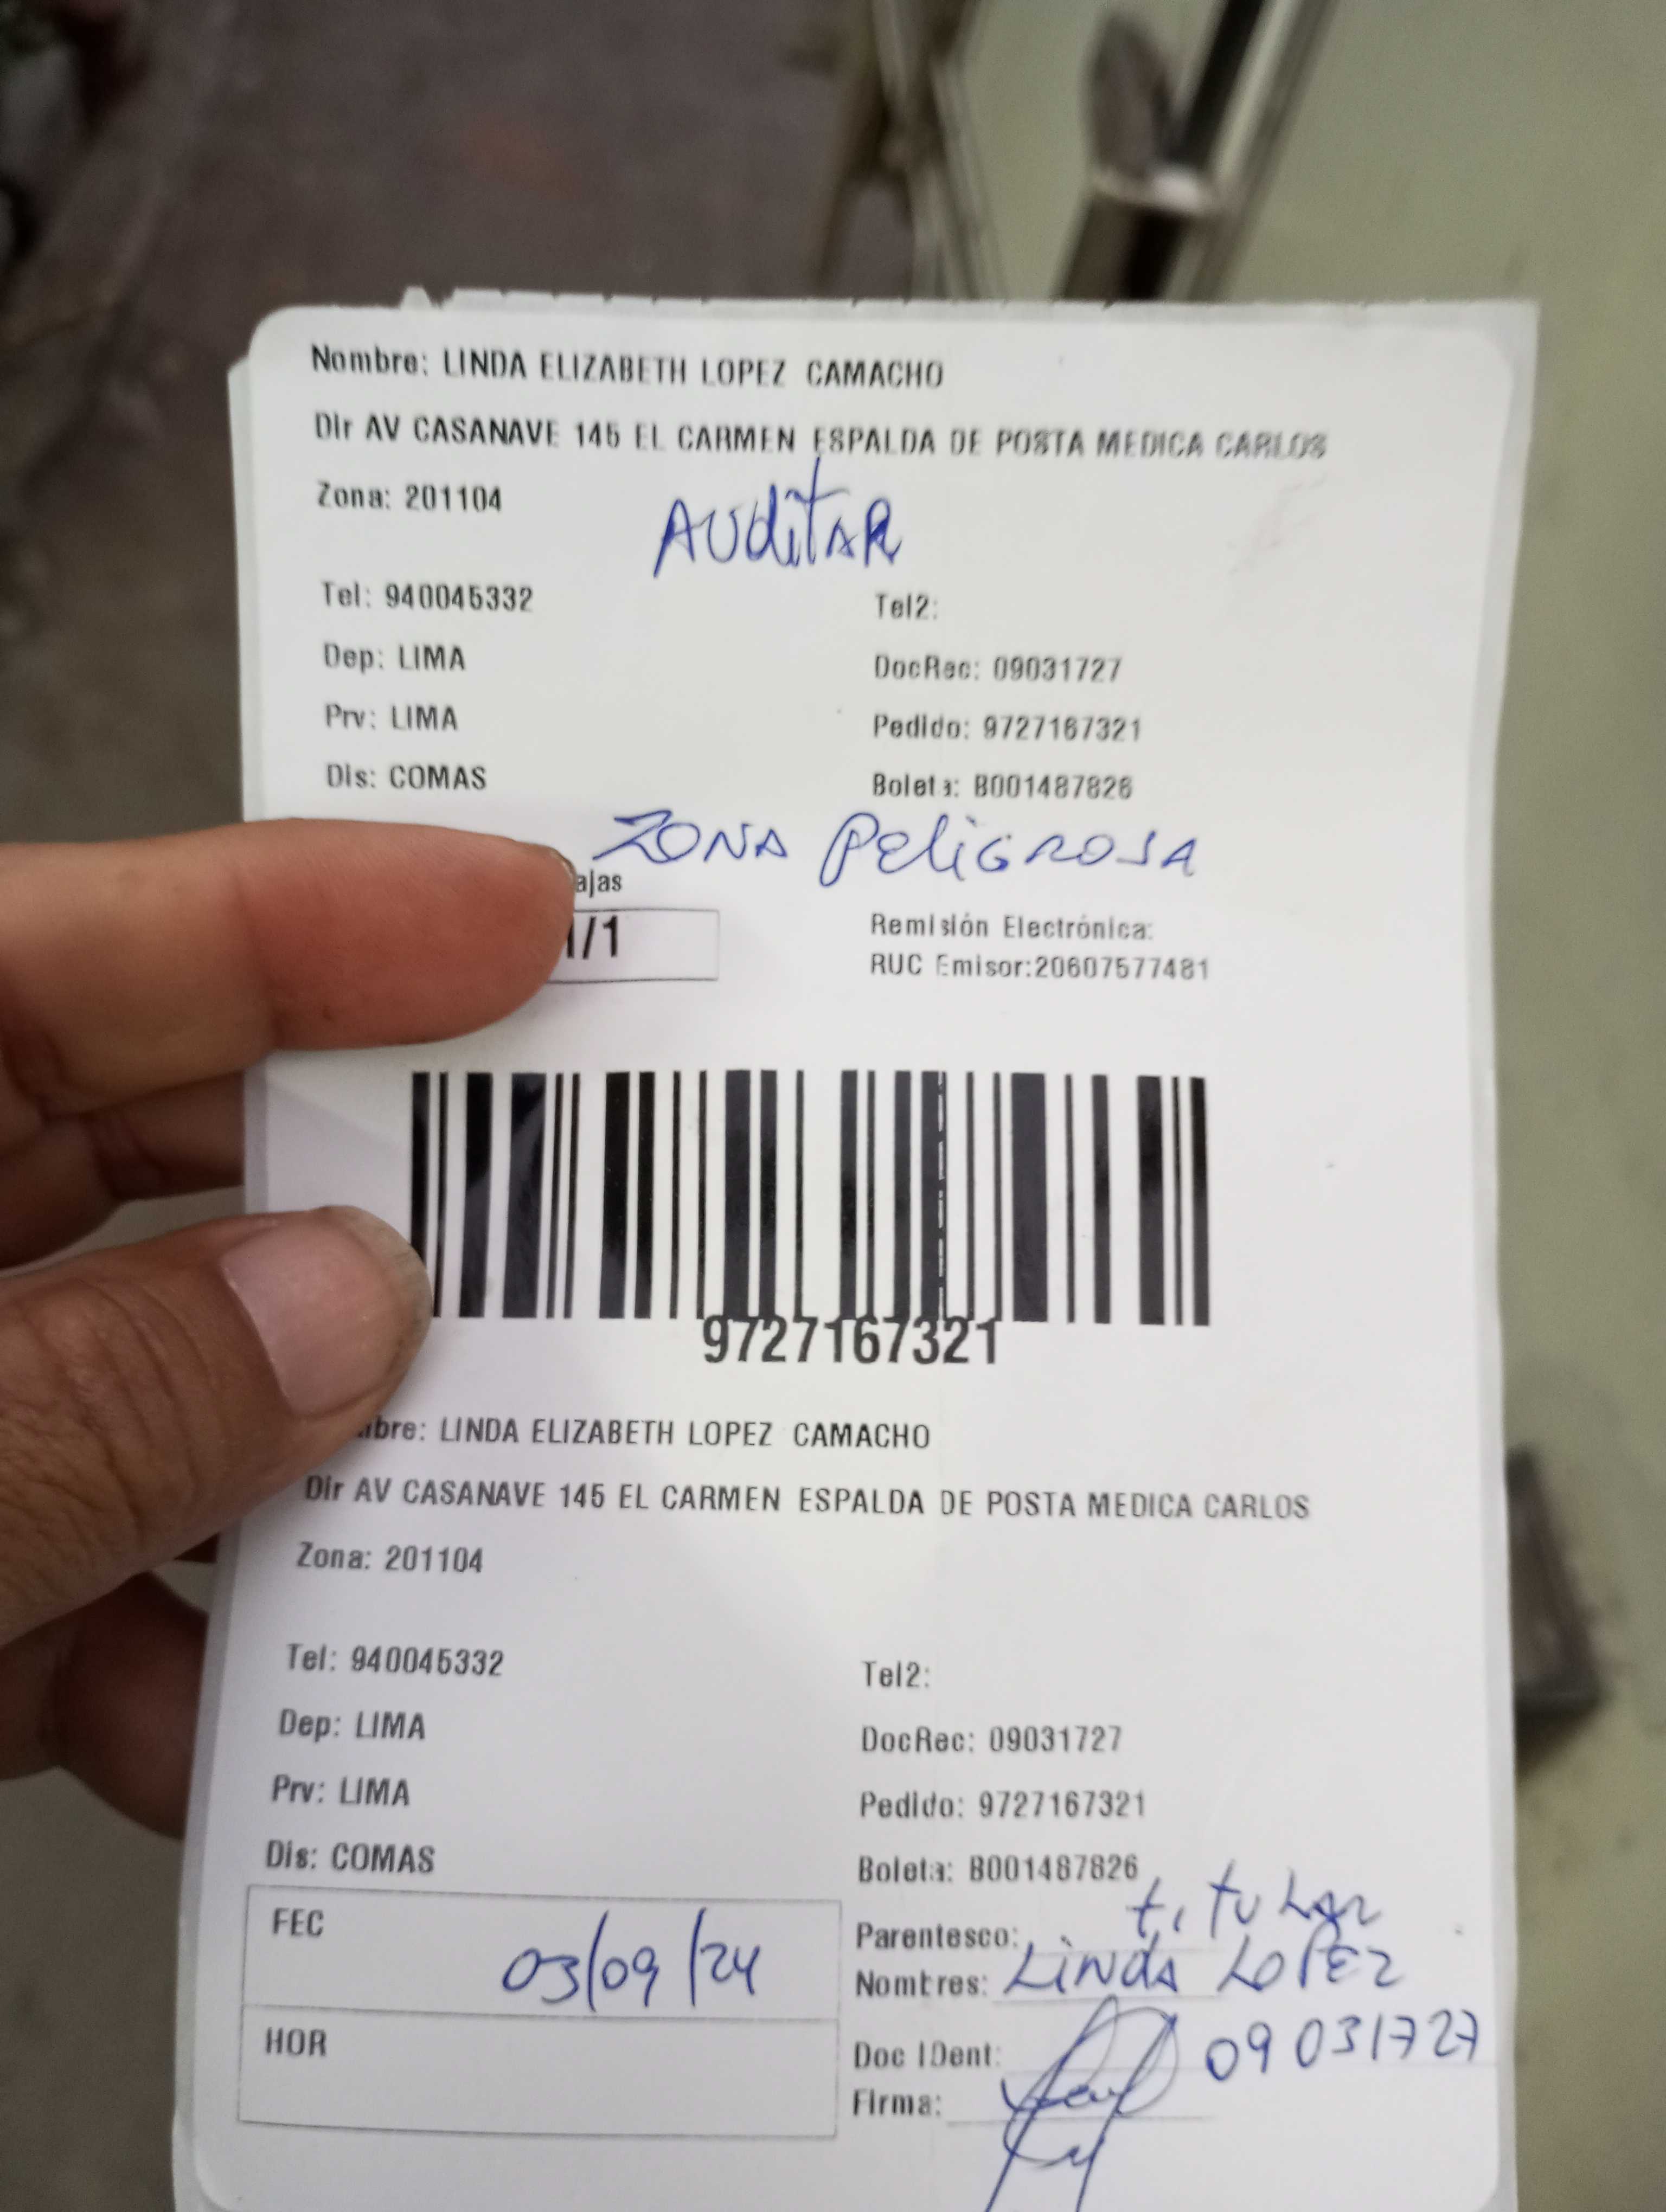 Nombre: LINDA ELIZABETH LOPEZ CAMACHO
Dir AV CASANAVE 145 EL CARMEN ESPALDA DE POSTA MEDICA CARLOS
Zona: 201104
AUditAR
Tel: 940045332 Tel2:
Dep: LIMA DocRec: 09031727
Prv: LIMA Pedido: 9727167321
Dis: COMAS Boleta: B001487826
ZONA PELIGROSA
ajas
1/1
Remisión Electrónica:
RUC Emisor:20607577481
9727167321
bre: LINDA ELIZABETH LOPEZ CAMACHO
Dir AV CASANAVE 145 EL CARMEN ESPALDA DE POSTA MEDICA CARLOS
Zona: 201104
Tel: 940045332 Tel2:
Dep: LIMA DocRec: 09031727
Prv: LIMA Pedido: 9727167321
Dis: COMAS Boleta: B001487826
FEC 03/09/24
Parentesco: titular
Nombres: Linda LOPEZ
HOR
Doc IDent: 09031727
Firma: